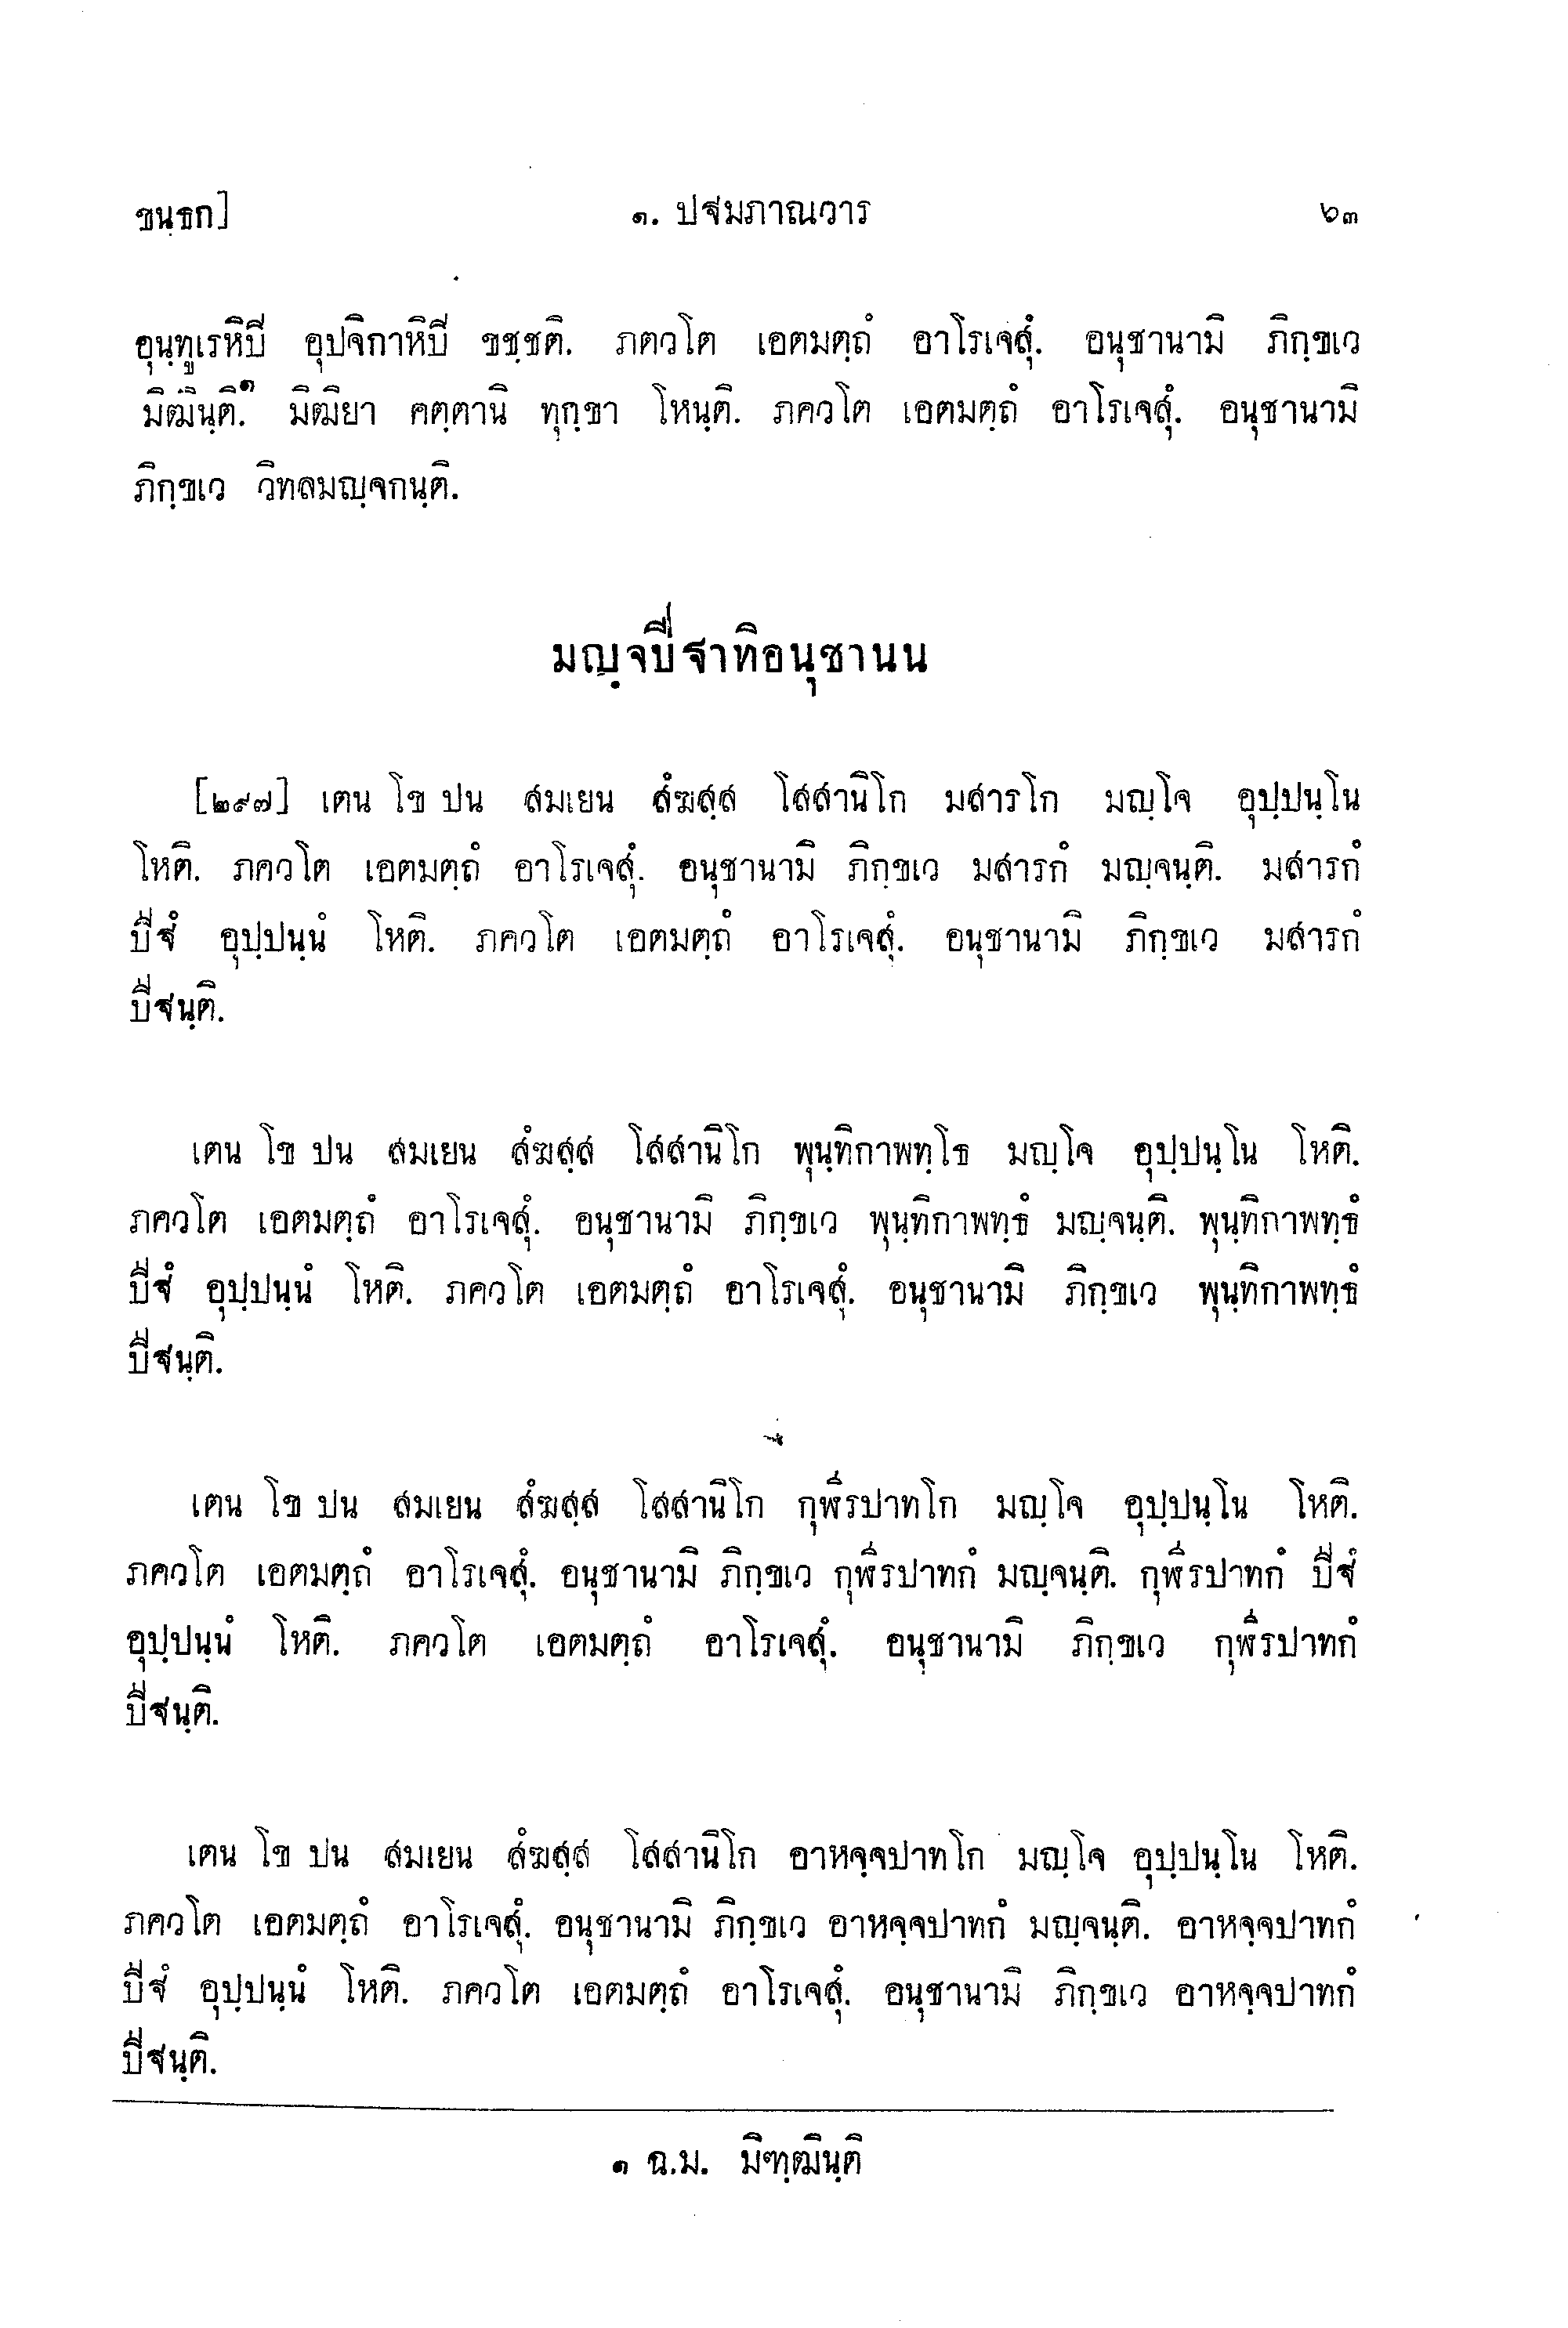 ขนฺธก]
๑. ปฐมภาณวาร
๖๓
อุนฺทูเรหิปี อุปจิกาหิปี ขชฺชติ. ภควโต เอตมตฺถํ อาโรเจสุํ. อนุชานามิ ภิกฺขเว
มิฒินฺติ.๑ มิฒิยา คตฺตานิ ทุกฺขา โหนฺติ. ภควโต เอตมตฺถํ อาโรเจสุํ. อนุชานามิ
ภิกฺขเว วิทลมญฺจกนฺติ.
มญฺจปีฐาทิอนุชานน
[๒๙๗] เตน โข ปน สมเยน สํฆสฺส โสสานิโก มสารโก มญฺโจ อุปฺปนฺโน
โหติ. ภควโต เอตมตฺถํ อาโรเจสุํ. อนุชานามิ ภิกฺขเว มสารกํ มญฺจนฺติ. มสารกํ
ปีฐํ อุปฺปนฺนํ โหติ. ภควโต เอตมตฺถํ อาโรเจสุํ. อนุชานามิ ภิกฺขเว มสารกํ
ปีฐนฺติ.
เตน โข ปน สมเยน สํฆสฺส โสสานิโก พุนฺทิกาพทฺโธ มญฺโจ อุปฺปนฺโน โหติ.
ภควโต เอตมตฺถํ อาโรเจสุํ. อนุชานามิ ภิกฺขเว พุนฺทิกาพทฺธํ มญฺจนฺติ. พุนฺทิกาพทฺธํ
ปีฐํ อุปฺปนฺนํ โหติ. ภควโต เอตมตฺถํ อาโรเจสุํ. อนุชานามิ ภิกฺขเว พุนฺทิกาพทฺธํ
ปีฐนฺติ.
เตน โข ปน สมเยน สํฆสฺส โสสานิโก กุฬีรปาทโก มญฺโจ อุปฺปนฺโน โหติ.
ภควโต เอตมตฺถํ อาโรเจสุํ. อนุชานามิ ภิกฺขเว กุฬีรปาทกํ มญฺจนฺติ. กุฬีรปาทกํ ปีฐํ
อุปฺปนฺนํ โหติ. ภควโต เอตมตฺถํ อาโรเจสุํ. อนุชานามิ ภิกฺขเว กุฬีรปาทกํ
ปีฐนฺติ.
เตน โข ปน สมเยน สํฆสฺส โสสานิโก อาหจฺจปาทโก มญฺโจ อุปฺปนฺโน โหติ.
ภควโต เอตมตฺถํ อาโรเจสุํ. อนุชานามิ ภิกฺขเว อาหจฺจปาทกํ มญฺจนฺติ. อาหจฺจปาทกํ
ปีฐํ อุปฺปนฺนํ โหติ. ภควโต เอตมตฺถํ อาโรเจสุํ. อนุชานามิ ภิกฺขเว อาหจฺจปาทกํ
ปีฐนฺติ.
๑ ฉ.ม. มิฑฺฒินฺติ